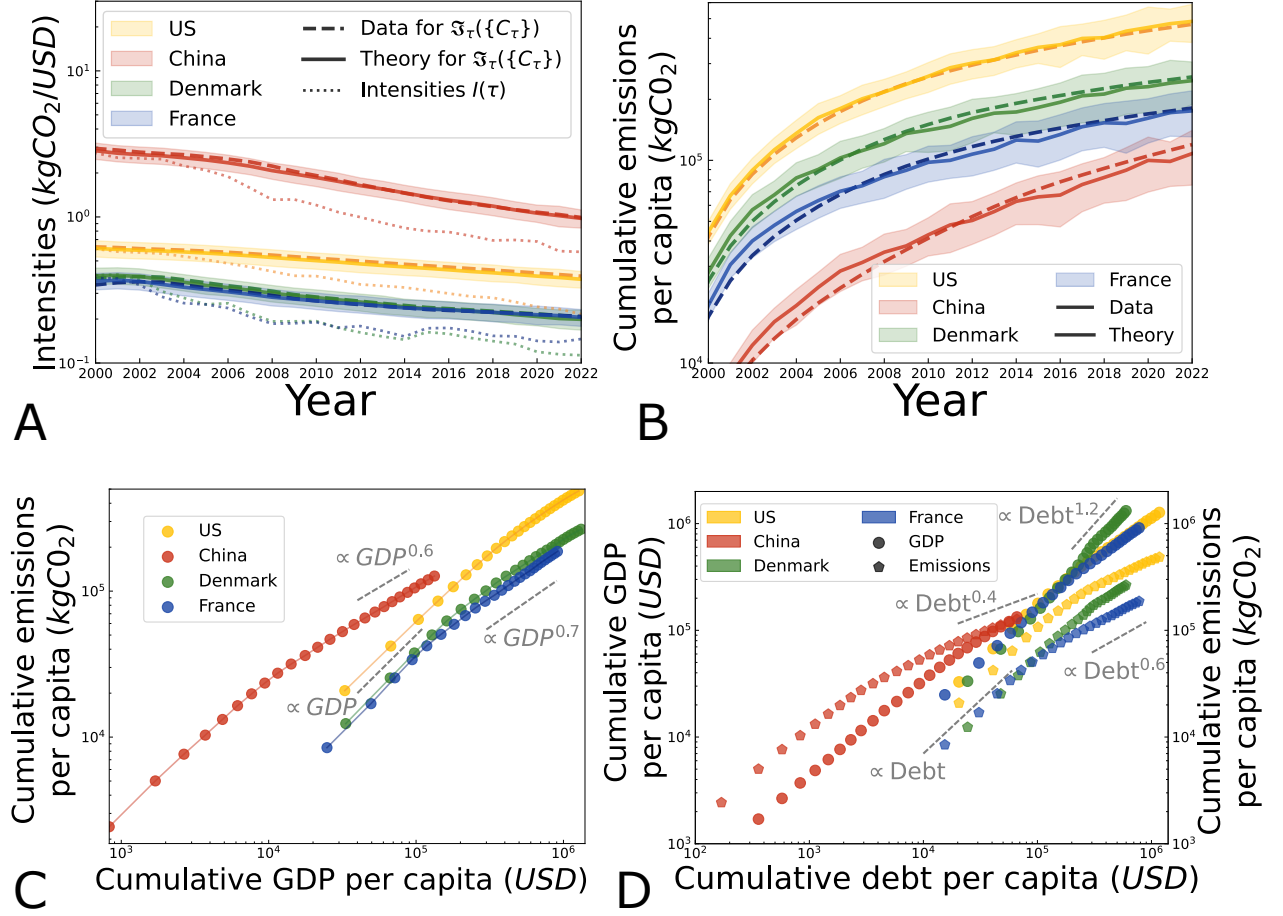 US
China
Denmark
France
Data for ℑτ({Cτ})
Theory for ℑτ({Cτ})
Intensities I(τ)
Intensities (kgCO2/USD)
10^0
10^−1
2000 2002 2004 2006 2008 2010 2012 2014 2016 2018 2020 2022
Year
A
Cumulative emissions
per capita (kgC02)
10^5
10^4
US
China
Denmark
France
Data
Theory
2000 2002 2004 2006 2008 2010 2012 2014 2016 2018 2020 2022
Year
B
Cumulative emissions
per capita (kgC02)
10^5
10^4
US
China
Denmark
France
∝ GDP^0.6
∝ GDP^0.7
∝ GDP
10^3 10^4 10^5 10^6
Cumulative GDP per capita (USD)
C
Cumulative GDP
per capita (USD)
10^6
10^5
10^4
10^3
US
China
Denmark
France
GDP
Emissions
∝ Debt^1.2
∝ Debt^0.4
∝ Debt^0.6
∝ Debt
10^6
10^5
10^4
10^3
Cumulative emissions
per capita (kgC02)
10^2 10^3 10^4 10^5 10^6
Cumulative debt per capita (USD)
D